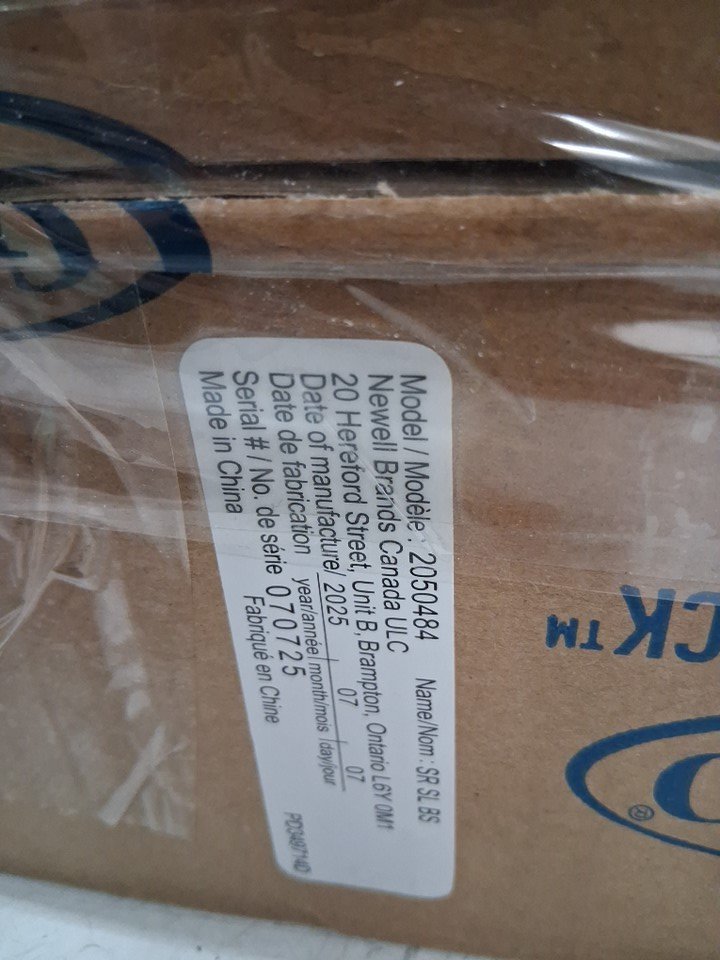 Model / Modèle : 2050484 Name/Nom : SR SL BS
Newell Brands Canada ULC
20 Hereford Street, Unit B, Brampton, Ontario L6Y 0M1
Date of manufacture/ 2025 07 07
Date de fabrication year/année month/mois day/jour
Serial # / No. de série 070725
Made in China Fabriqué en Chine
PD3497140
CK™
®